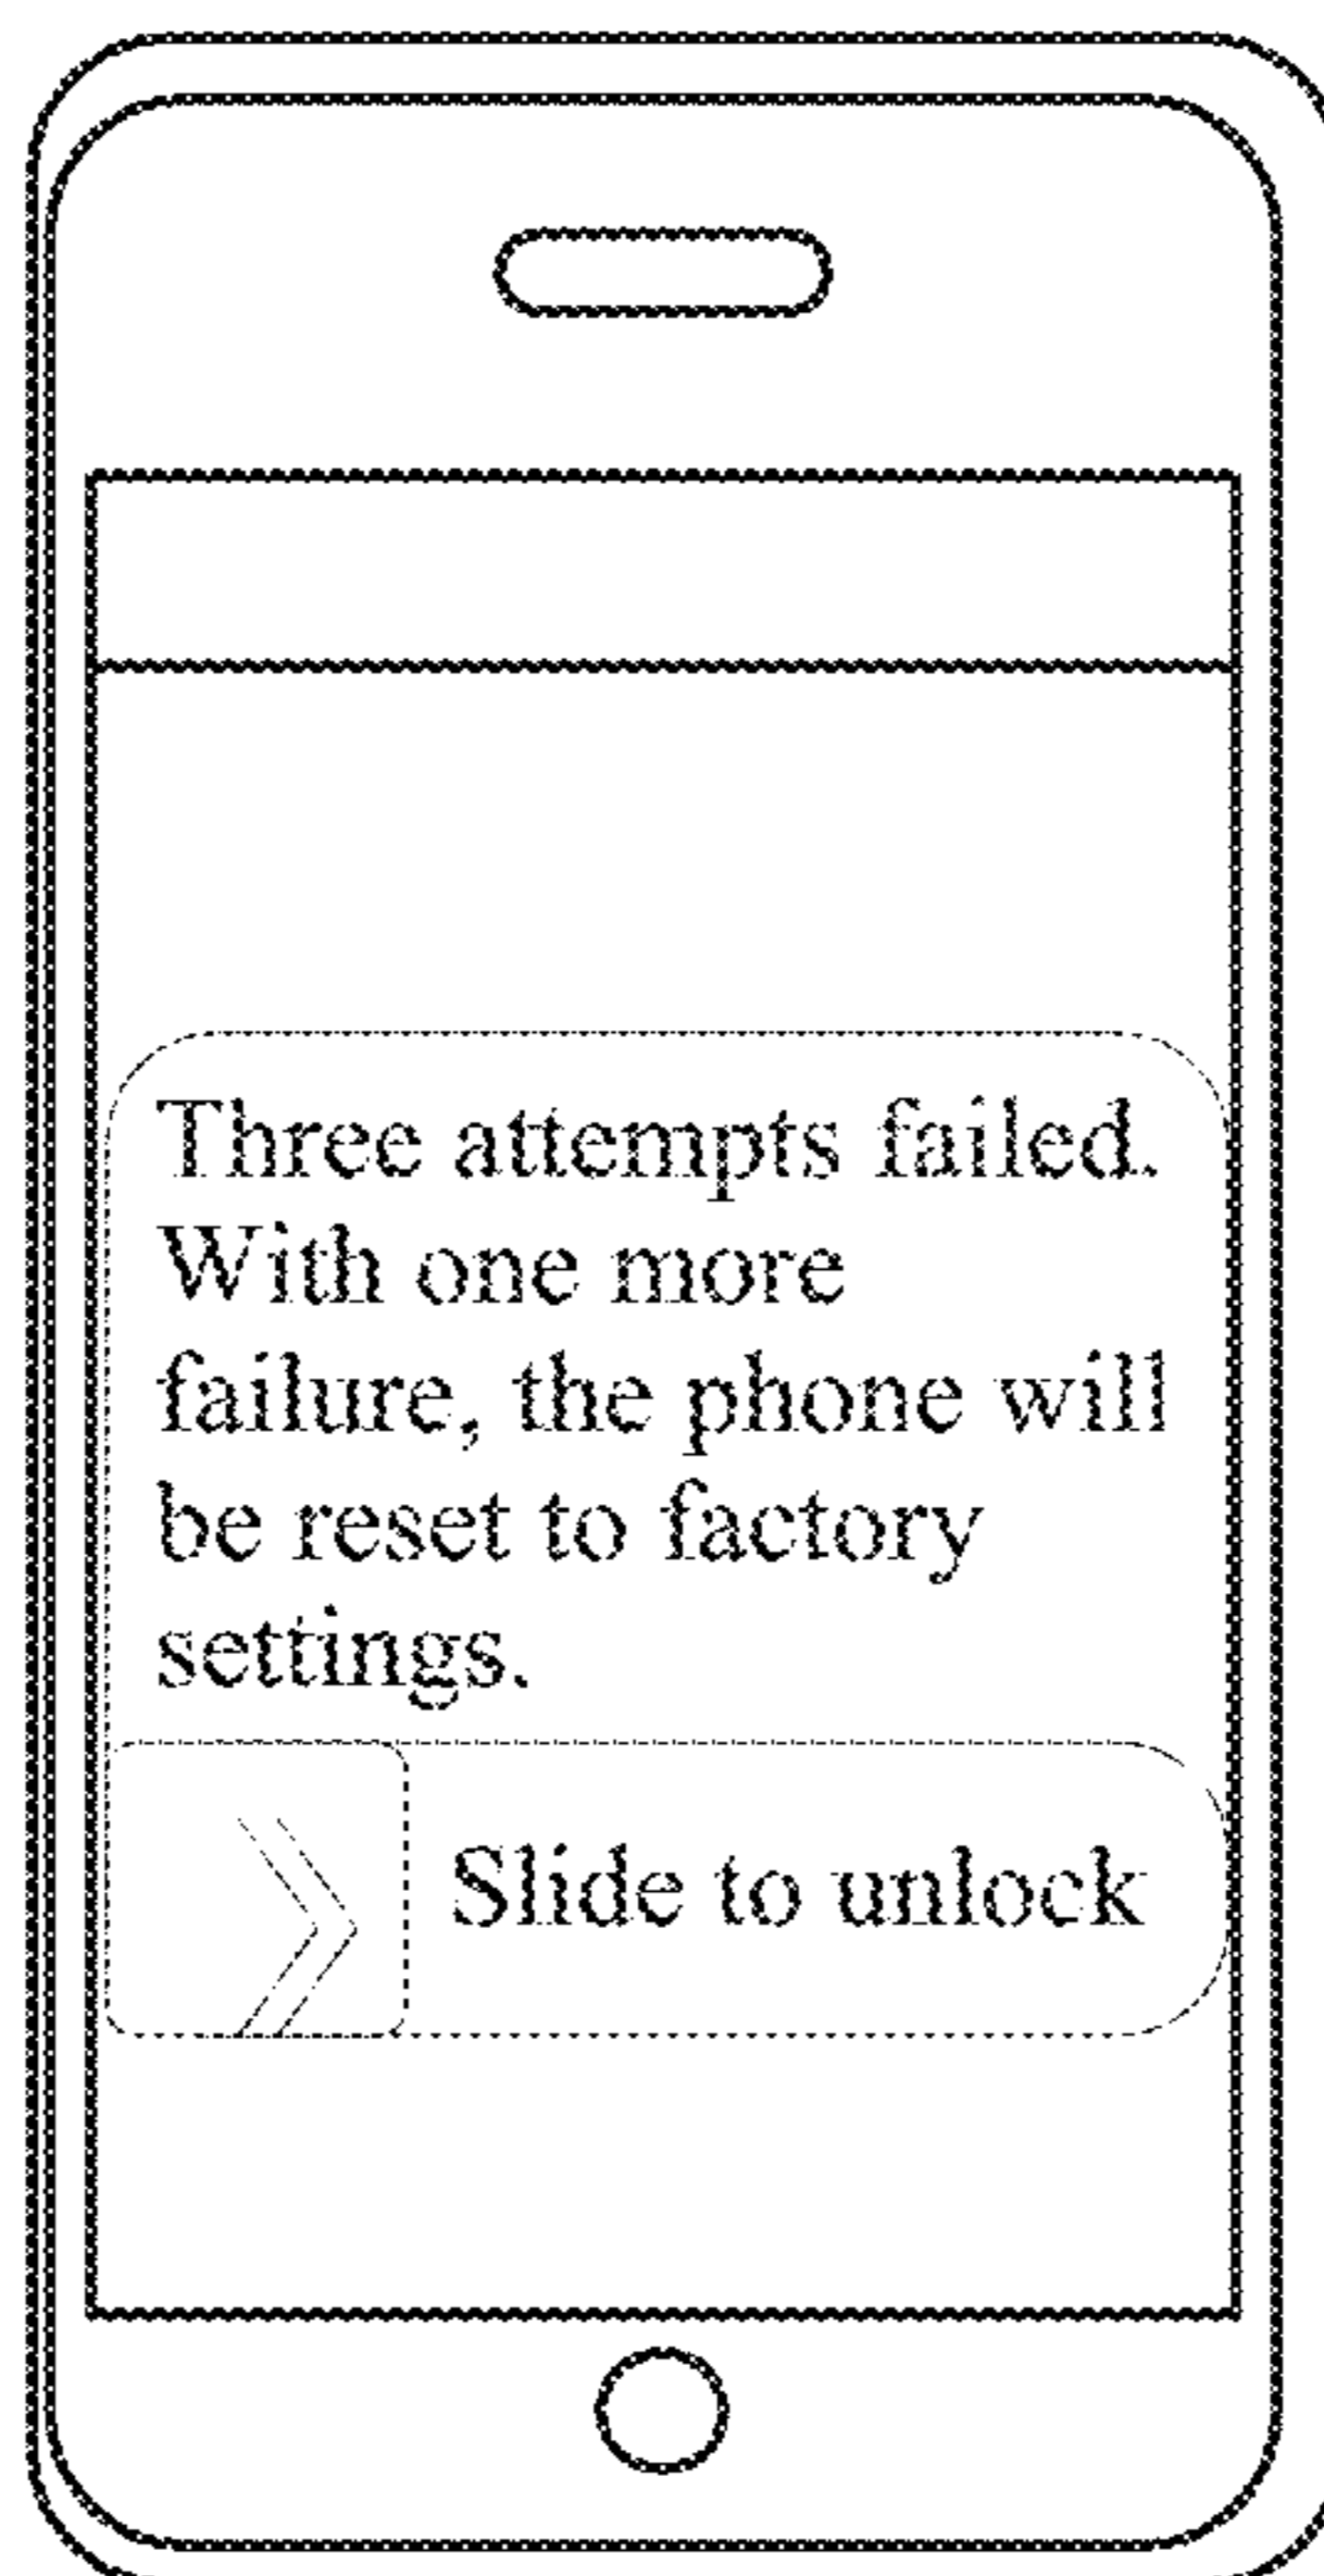 Three attempts failed.
With one more
failure, the phone will
be reset to factory
settings.
Slide to unlock